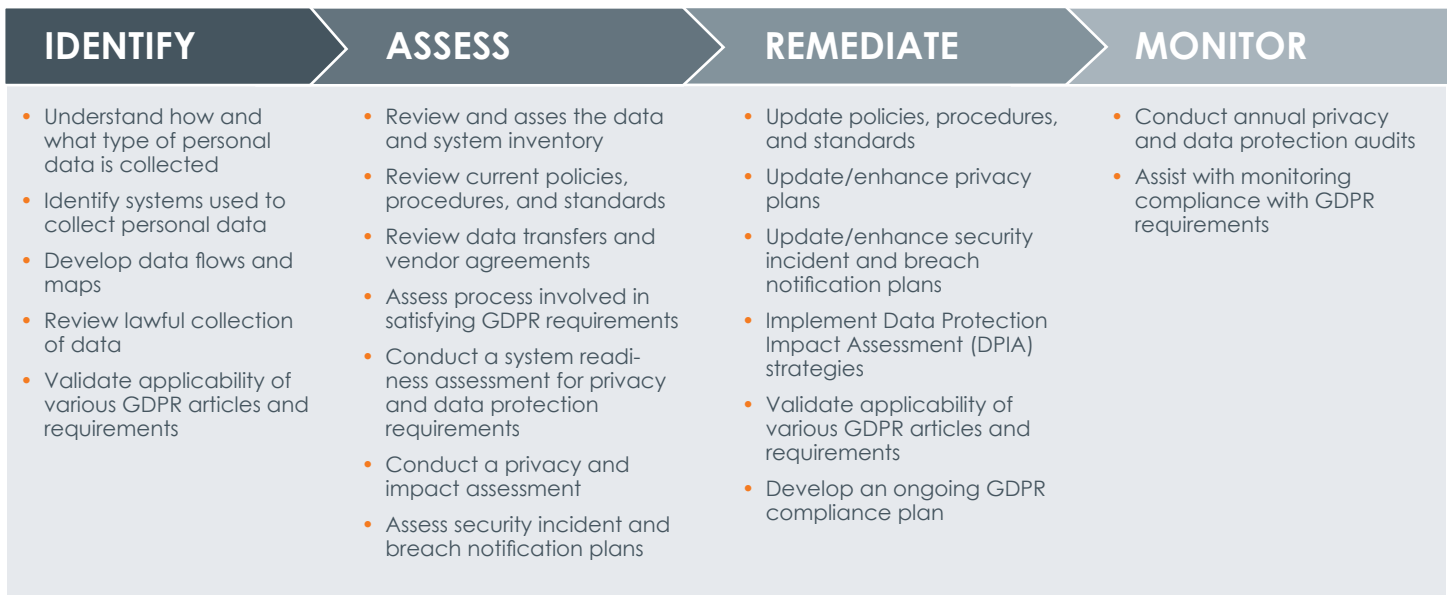 IDENTIFY
• Understand how and
what type of personal
data is collected
• Identify systems used to
collect personal data
• Develop data flows and
maps
• Review lawful collection
of data
• Validate applicability of
various GDPR articles and
requirements
ASSESS
• Review and asses the data
and system inventory
• Review current policies,
procedures, and standards
• Review data transfers and
vendor agreements
• Assess process involved in
satisfying GDPR requirements
• Conduct a system readi-
ness assessment for privacy
and data protection
requirements
• Conduct a privacy and
impact assessment
• Assess security incident and
breach notification plans
REMEDIATE
• Update policies, procedures,
and standards
• Update/enhance privacy
plans
• Update/enhance security
incident and breach
notification plans
• Implement Data Protection
Impact Assessment (DPIA)
strategies
• Validate applicability of
various GDPR articles and
requirements
• Develop an ongoing GDPR
compliance plan
MONITOR
• Conduct annual privacy
and data protection audits
• Assist with monitoring
compliance with GDPR
requirements